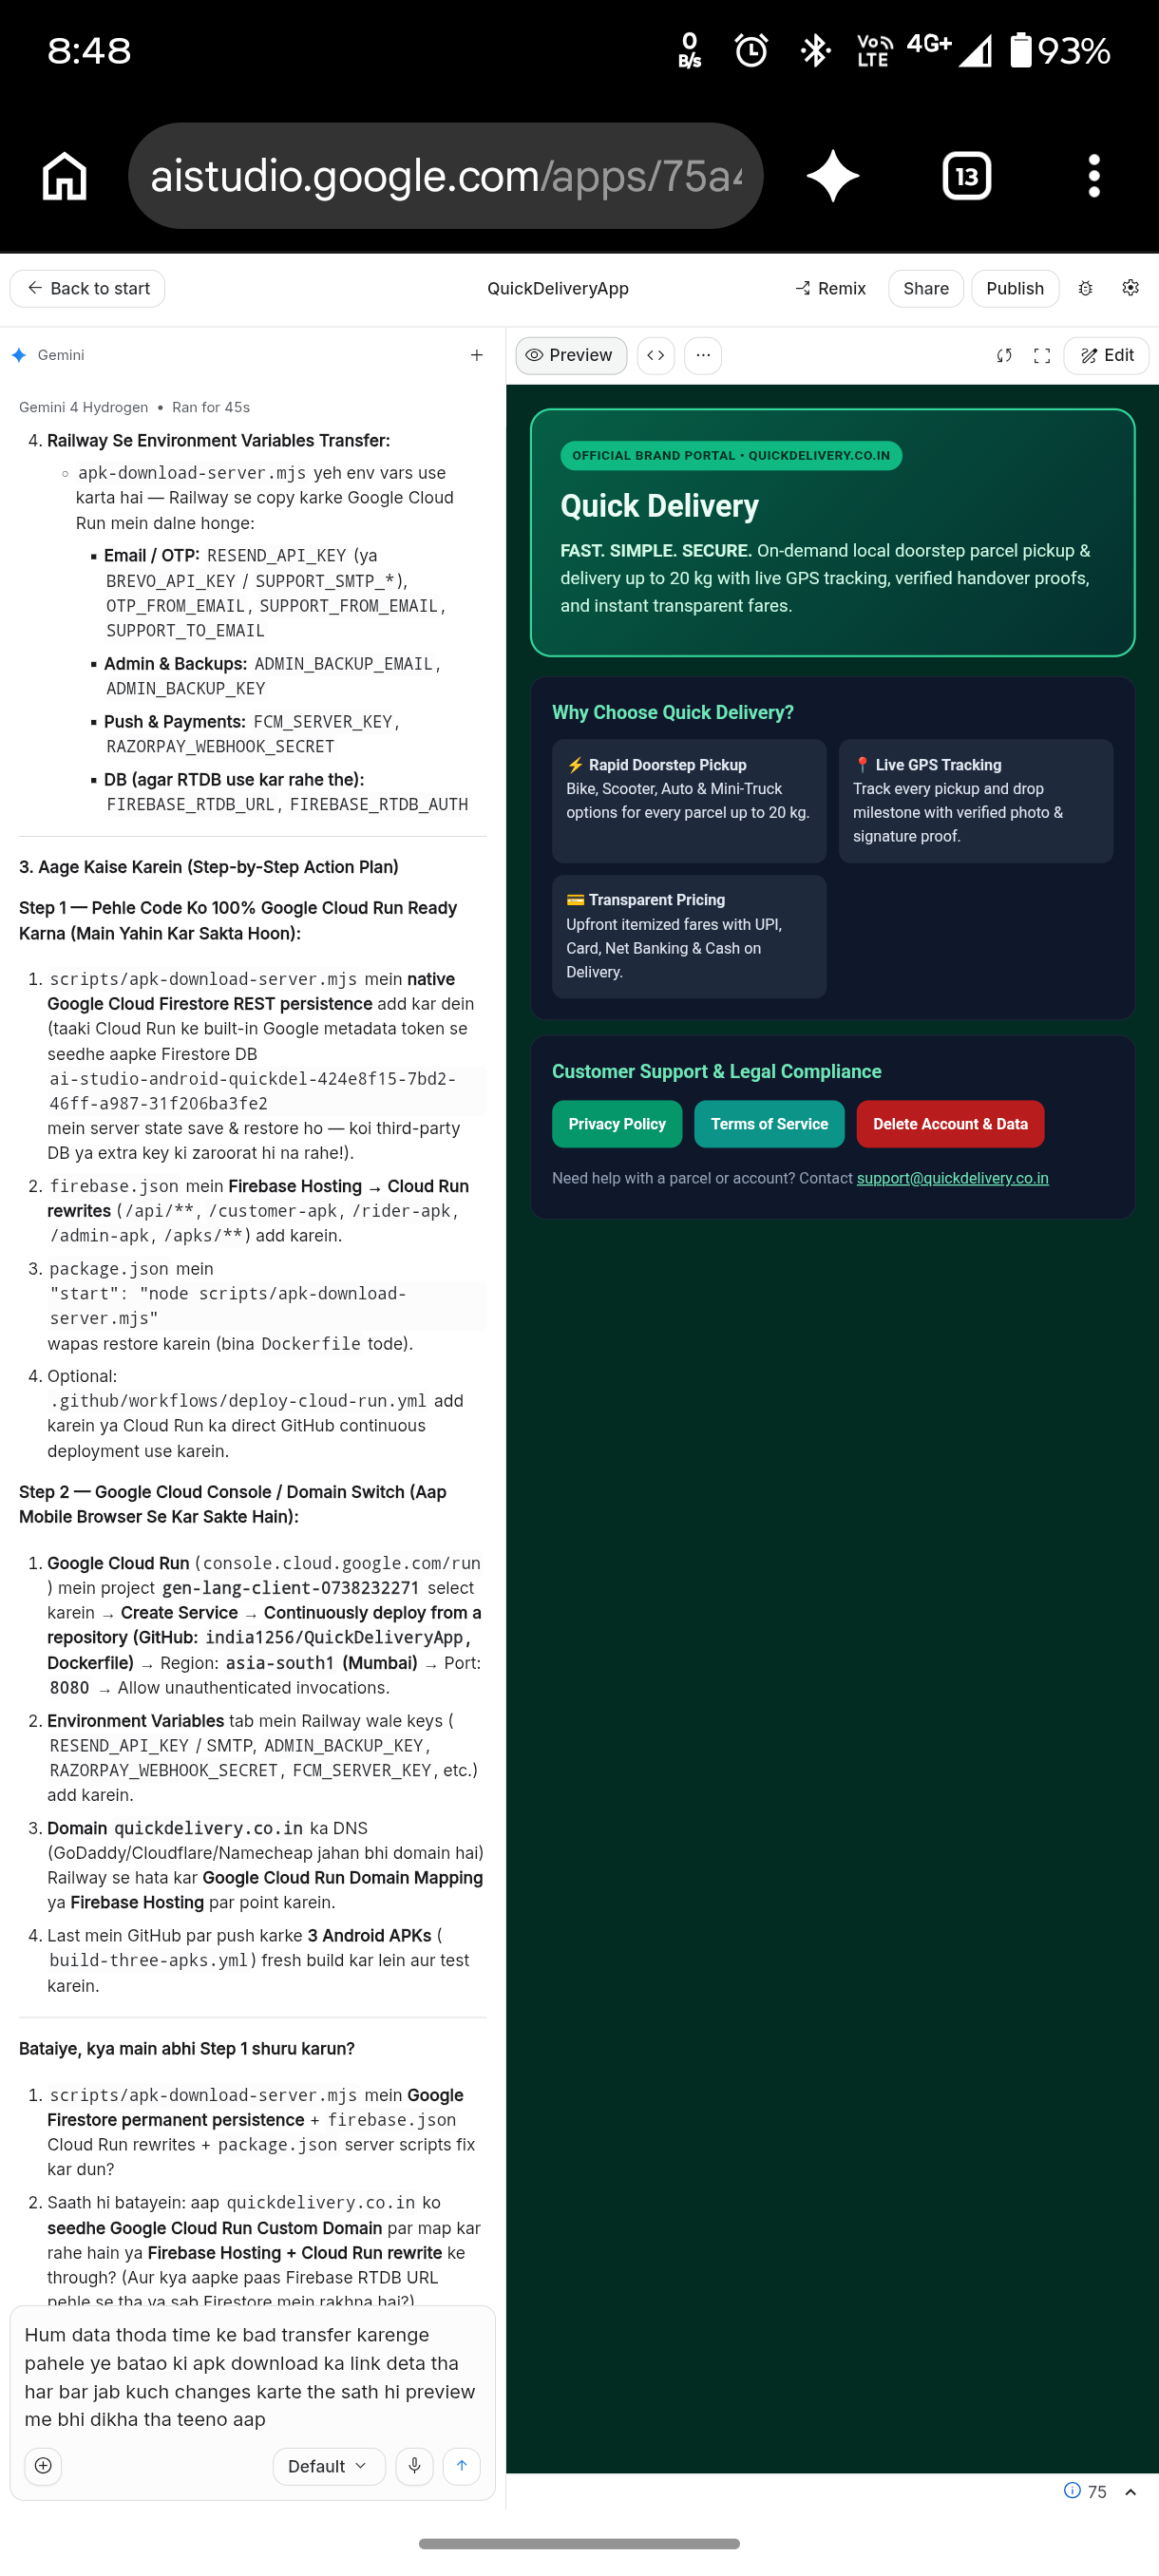 8:48
0
B/s
Vo
LTE
4G+
93%
aistudio.google.com/apps/75a4
13
Back to start
QuickDeliveryApp
Remix
Share
Publish
Gemini
Preview
Edit
Gemini 4 Hydrogen • Ran for 45s
4. Railway Se Environment Variables Transfer:
apk-download-server.mjs yeh env vars use
karta hai — Railway se copy karke Google Cloud
Run mein dalne honge:
Email / OTP: RESEND_API_KEY (ya
BREVO_API_KEY / SUPPORT_SMTP_*),
OTP_FROM_EMAIL, SUPPORT_FROM_EMAIL,
SUPPORT_TO_EMAIL
Admin & Backups: ADMIN_BACKUP_EMAIL,
ADMIN_BACKUP_KEY
Push & Payments: FCM_SERVER_KEY,
RAZORPAY_WEBHOOK_SECRET
DB (agar RTDB use kar rahe the):
FIREBASE_RTDB_URL, FIREBASE_RTDB_AUTH
3. Aage Kaise Karein (Step-by-Step Action Plan)
Step 1 — Pehle Code Ko 100% Google Cloud Run Ready
Karna (Main Yahin Kar Sakta Hoon):
1. scripts/apk-download-server.mjs mein native
Google Cloud Firestore REST persistence add kar dein
(taaki Cloud Run ke built-in Google metadata token se
seedhe aapke Firestore DB
ai-studio-android-quickdel-424e8f15-7bd2-
46ff-a987-31f206ba3fe2
mein server state save & restore ho — koi third-party
DB ya extra key ki zaroorat hi na rahe!).
2. firebase.json mein Firebase Hosting → Cloud Run
rewrites (/api/**, /customer-apk, /rider-apk,
/admin-apk, /apks/**) add karein.
3. package.json mein
"start": "node scripts/apk-download-
server.mjs"
wapas restore karein (bina Dockerfile tode).
4. Optional:
.github/workflows/deploy-cloud-run.yml add
karein ya Cloud Run ka direct GitHub continuous
deployment use karein.
Step 2 — Google Cloud Console / Domain Switch (Aap
Mobile Browser Se Kar Sakte Hain):
1. Google Cloud Run (console.cloud.google.com/run
) mein project gen-lang-client-0738232271 select
karein → Create Service → Continuously deploy from a
repository (GitHub: india1256/QuickDeliveryApp,
Dockerfile) → Region: asia-south1 (Mumbai) → Port:
8080 → Allow unauthenticated invocations.
2. Environment Variables tab mein Railway wale keys (
RESEND_API_KEY / SMTP, ADMIN_BACKUP_KEY,
RAZORPAY_WEBHOOK_SECRET, FCM_SERVER_KEY, etc.)
add karein.
3. Domain quickdelivery.co.in ka DNS
(GoDaddy/Cloudflare/Namecheap jahan bhi domain hai)
Railway se hata kar Google Cloud Run Domain Mapping
ya Firebase Hosting par point karein.
4. Last mein GitHub par push karke 3 Android APKs (
build-three-apks.yml) fresh build kar lein aur test
karein.
Bataiye, kya main abhi Step 1 shuru karun?
1. scripts/apk-download-server.mjs mein Google
Firestore permanent persistence + firebase.json
Cloud Run rewrites + package.json server scripts fix
kar dun?
2. Saath hi batayein: aap quickdelivery.co.in ko
seedhe Google Cloud Run Custom Domain par map kar
rahe hain ya Firebase Hosting + Cloud Run rewrite ke
through? (Aur kya aapke paas Firebase RTDB URL
pehle se tha ya sab Firestore mein rakhna hai?)
Hum data thoda time ke bad transfer karenge
pahele ye batao ki apk download ka link deta tha
har bar jab kuch changes karte the sath hi preview
me bhi dikha tha teeno aap
Default
OFFICIAL BRAND PORTAL • QUICKDELIVERY.CO.IN
Quick Delivery
FAST. SIMPLE. SECURE. On-demand local doorstep parcel pickup &
delivery up to 20 kg with live GPS tracking, verified handover proofs,
and instant transparent fares.
Why Choose Quick Delivery?
Rapid Doorstep Pickup
Bike, Scooter, Auto & Mini-Truck
options for every parcel up to 20 kg.
Live GPS Tracking
Track every pickup and drop
milestone with verified photo &
signature proof.
Transparent Pricing
Upfront itemized fares with UPI,
Card, Net Banking & Cash on
Delivery.
Customer Support & Legal Compliance
Privacy Policy
Terms of Service
Delete Account & Data
Need help with a parcel or account? Contact support@quickdelivery.co.in
75